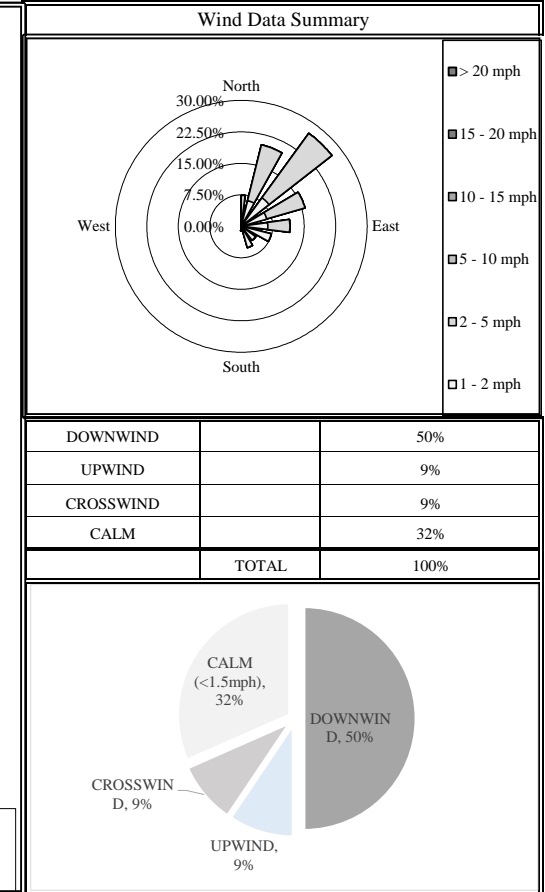 Wind Data Summary
North
30.00%
22.50%
15.00%
7.50%
West
0.00%
East
South
> 20 mph
15 - 20 mph
10 - 15 mph
5 - 10 mph
2 - 5 mph
1 - 2 mph
DOWNWIND 50%
UPWIND 9%
CROSSWIND 9%
CALM 32%
TOTAL 100%
CALM
(<1.5mph),
32%
DOWNWIN
D, 50%
CROSSWIN
D, 9%
UPWIND,
9%